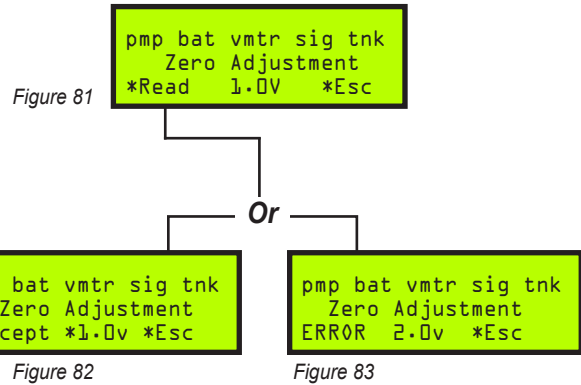 pmp bat vmtr sig tnk
Zero Adjustment
*Read 1.0V *Esc
Figure 81
Or
bat vmtr sig tnk
Zero Adjustment
cept *1.0v *Esc
Figure 82
pmp bat vmtr sig tnk
Zero Adjustment
ERROR 2.0v *Esc
Figure 83